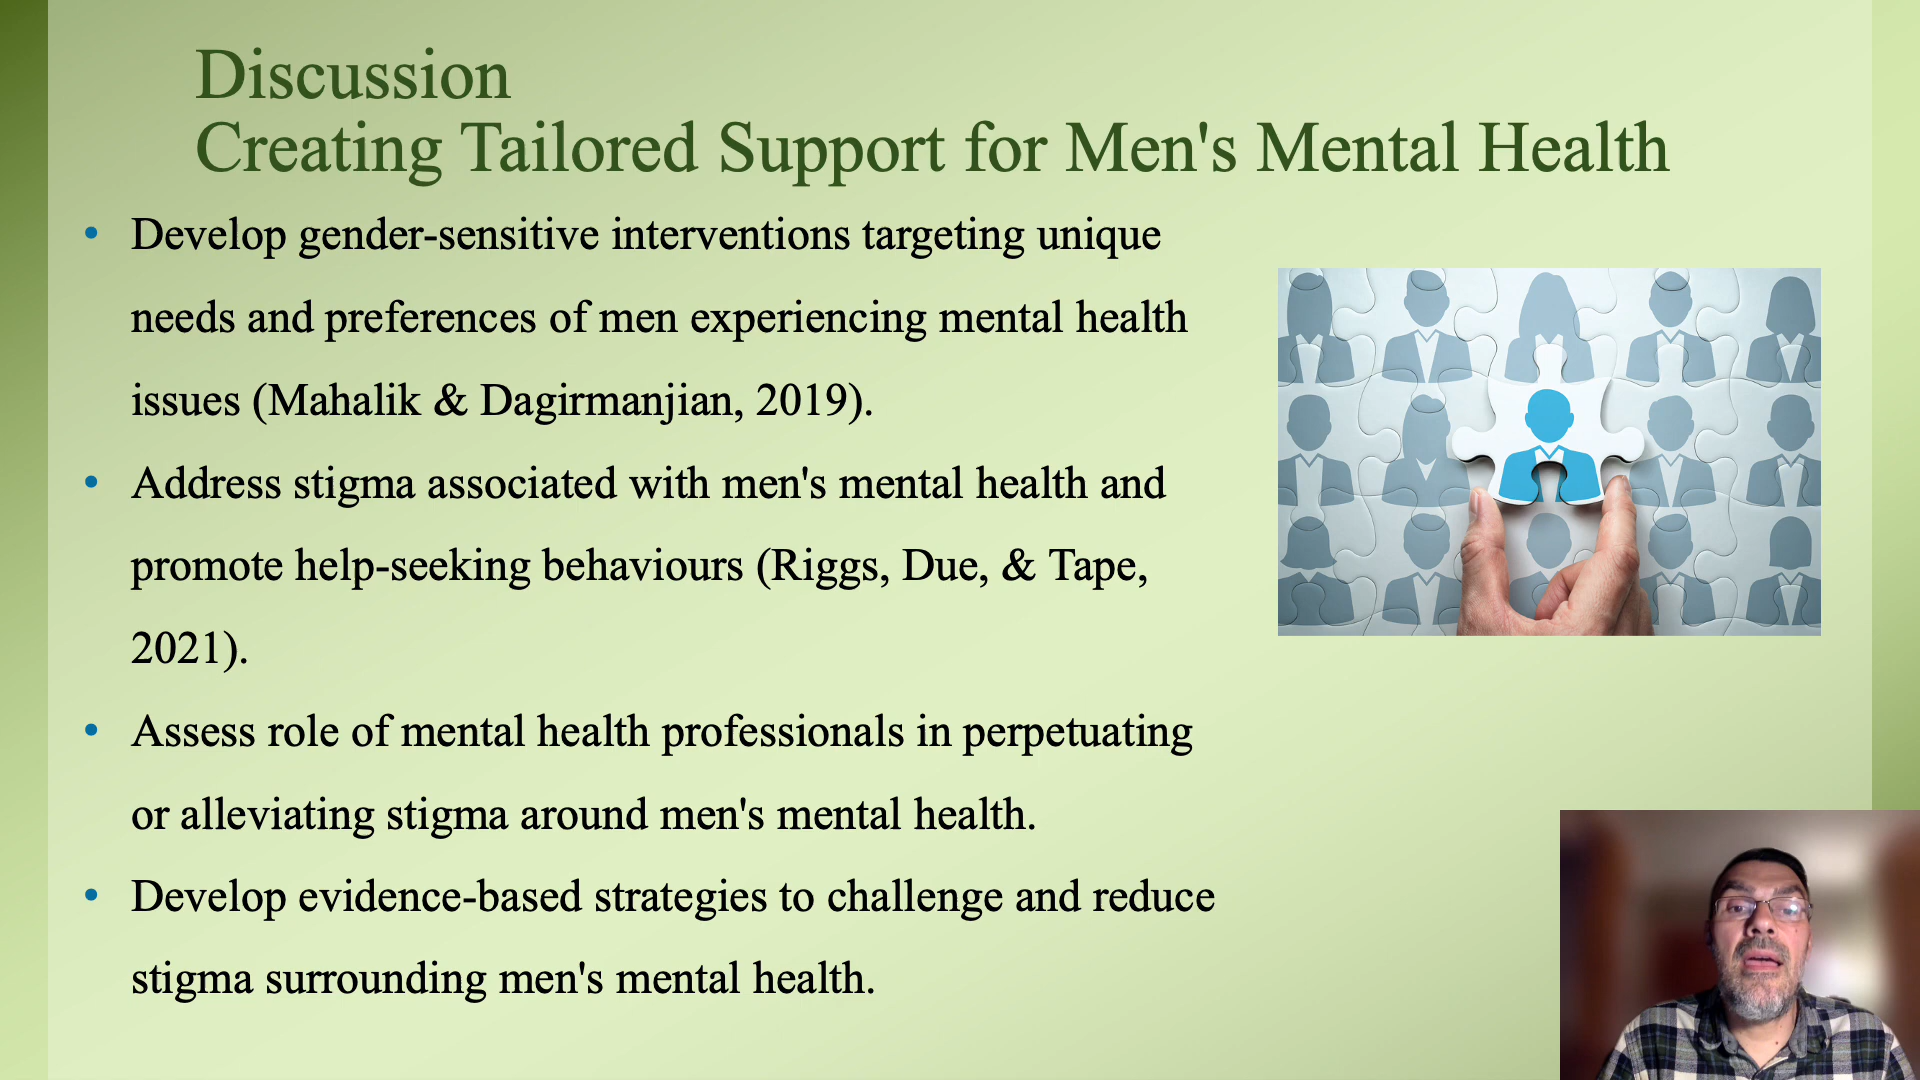 Discussion
Creating Tailored Support for Men's Mental Health
• Develop gender-sensitive interventions targeting unique
needs and preferences of men experiencing mental health
issues (Mahalik & Dagirmanjian, 2019).
• Address stigma associated with men's mental health and
promote help-seeking behaviours (Riggs, Due, & Tape,
2021).
• Assess role of mental health professionals in perpetuating
or alleviating stigma around men's mental health.
• Develop evidence-based strategies to challenge and reduce
stigma surrounding men's mental health.